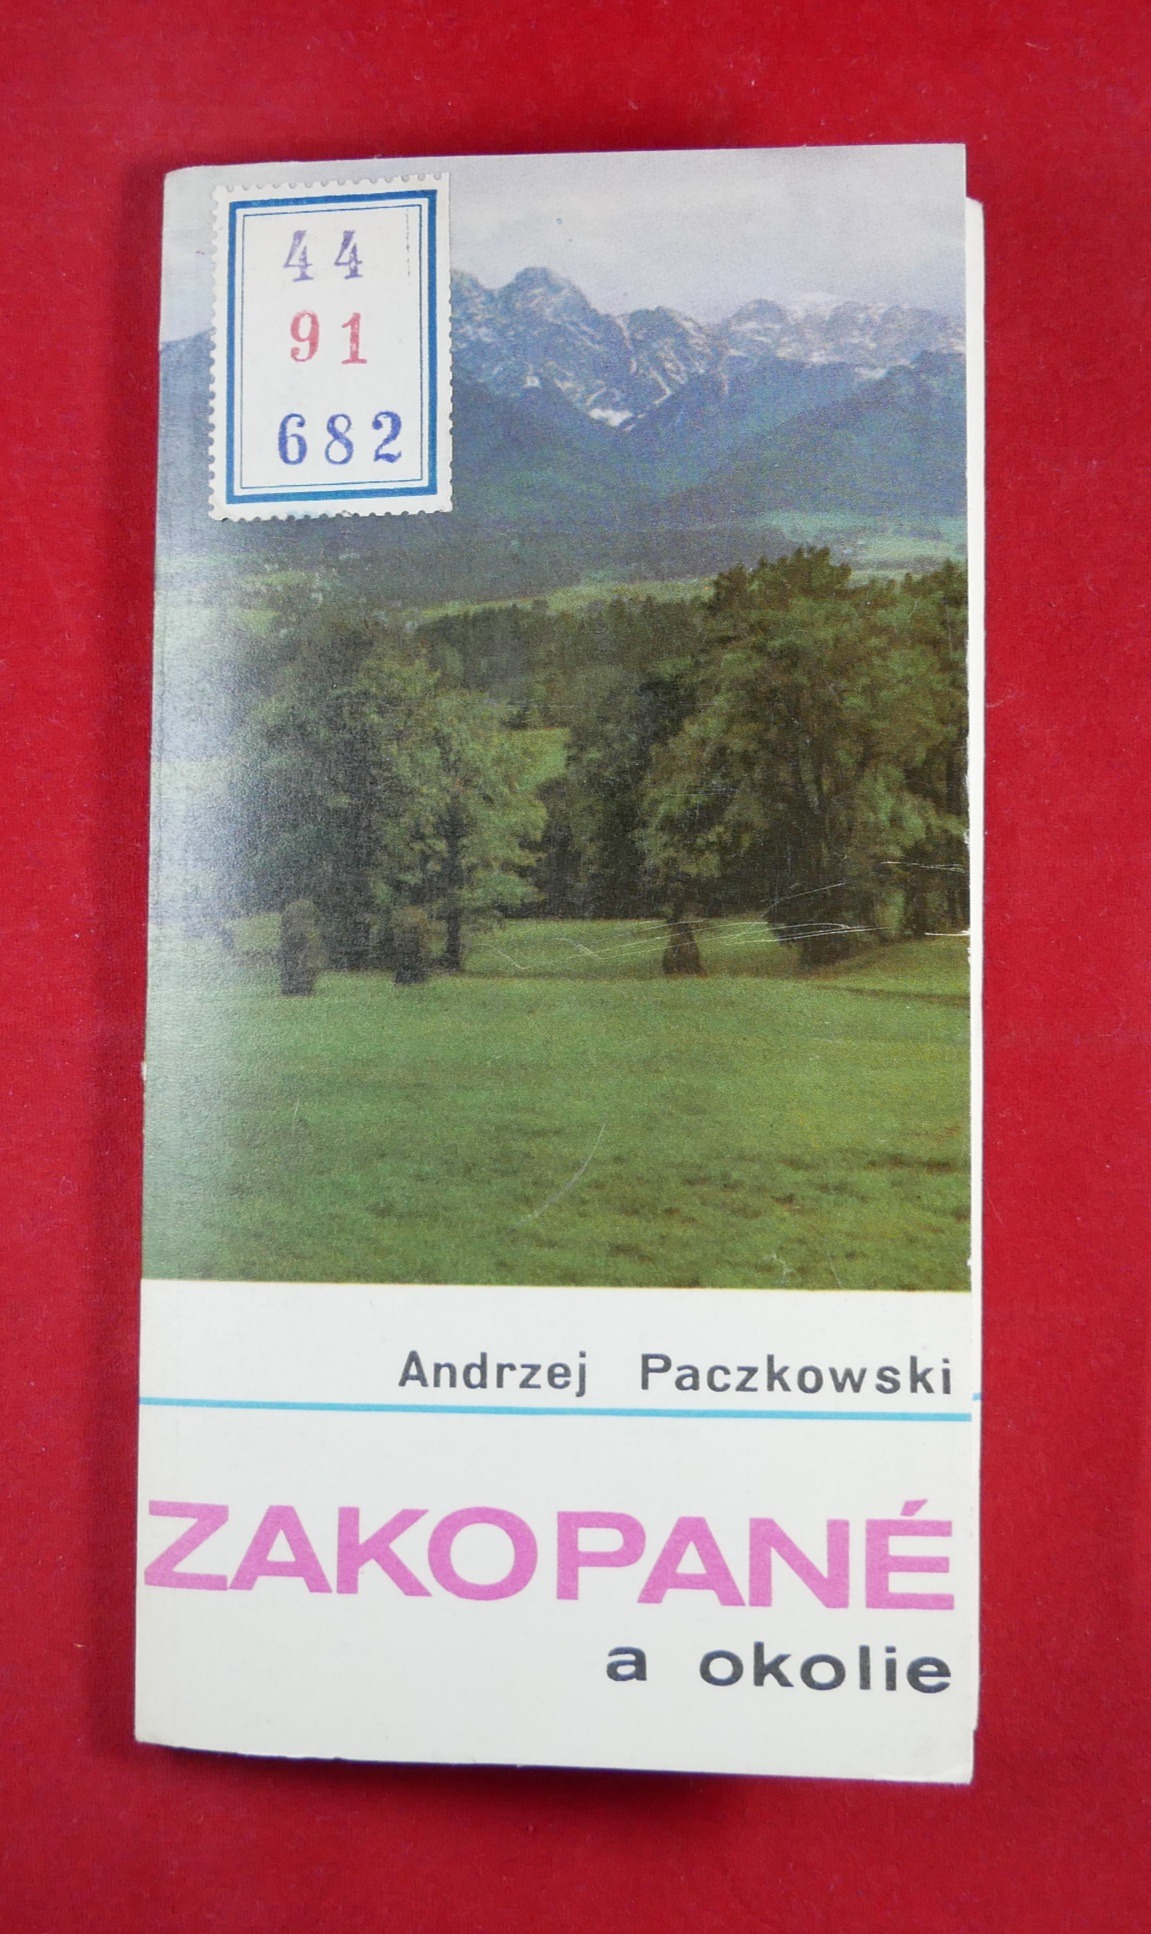 44
91
682
Andrzej Paczkowski
ZAKOPANÉ
a okolie